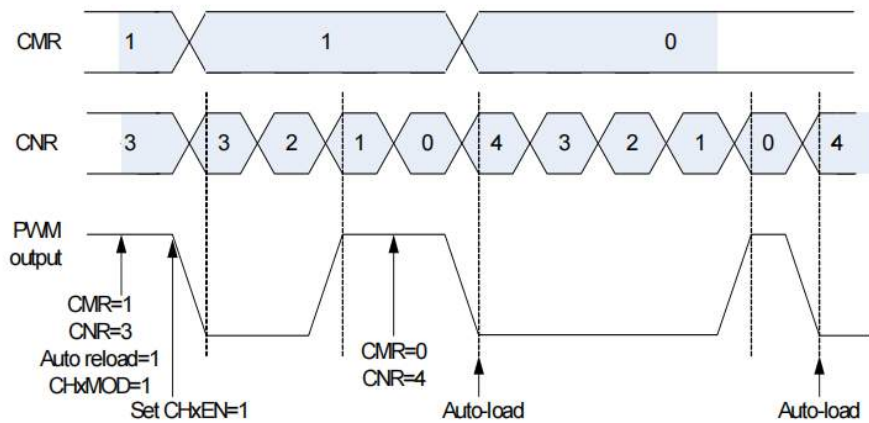 CMR 1 1 0
CNR 3 3 2 1 0 4 3 2 1 0 4
PWM
output
CMR=1
CNR=3
Auto reload=1
CHxMOD=1
Set CHxEN=1
CMR=0
CNR=4
Auto-load
Auto-load